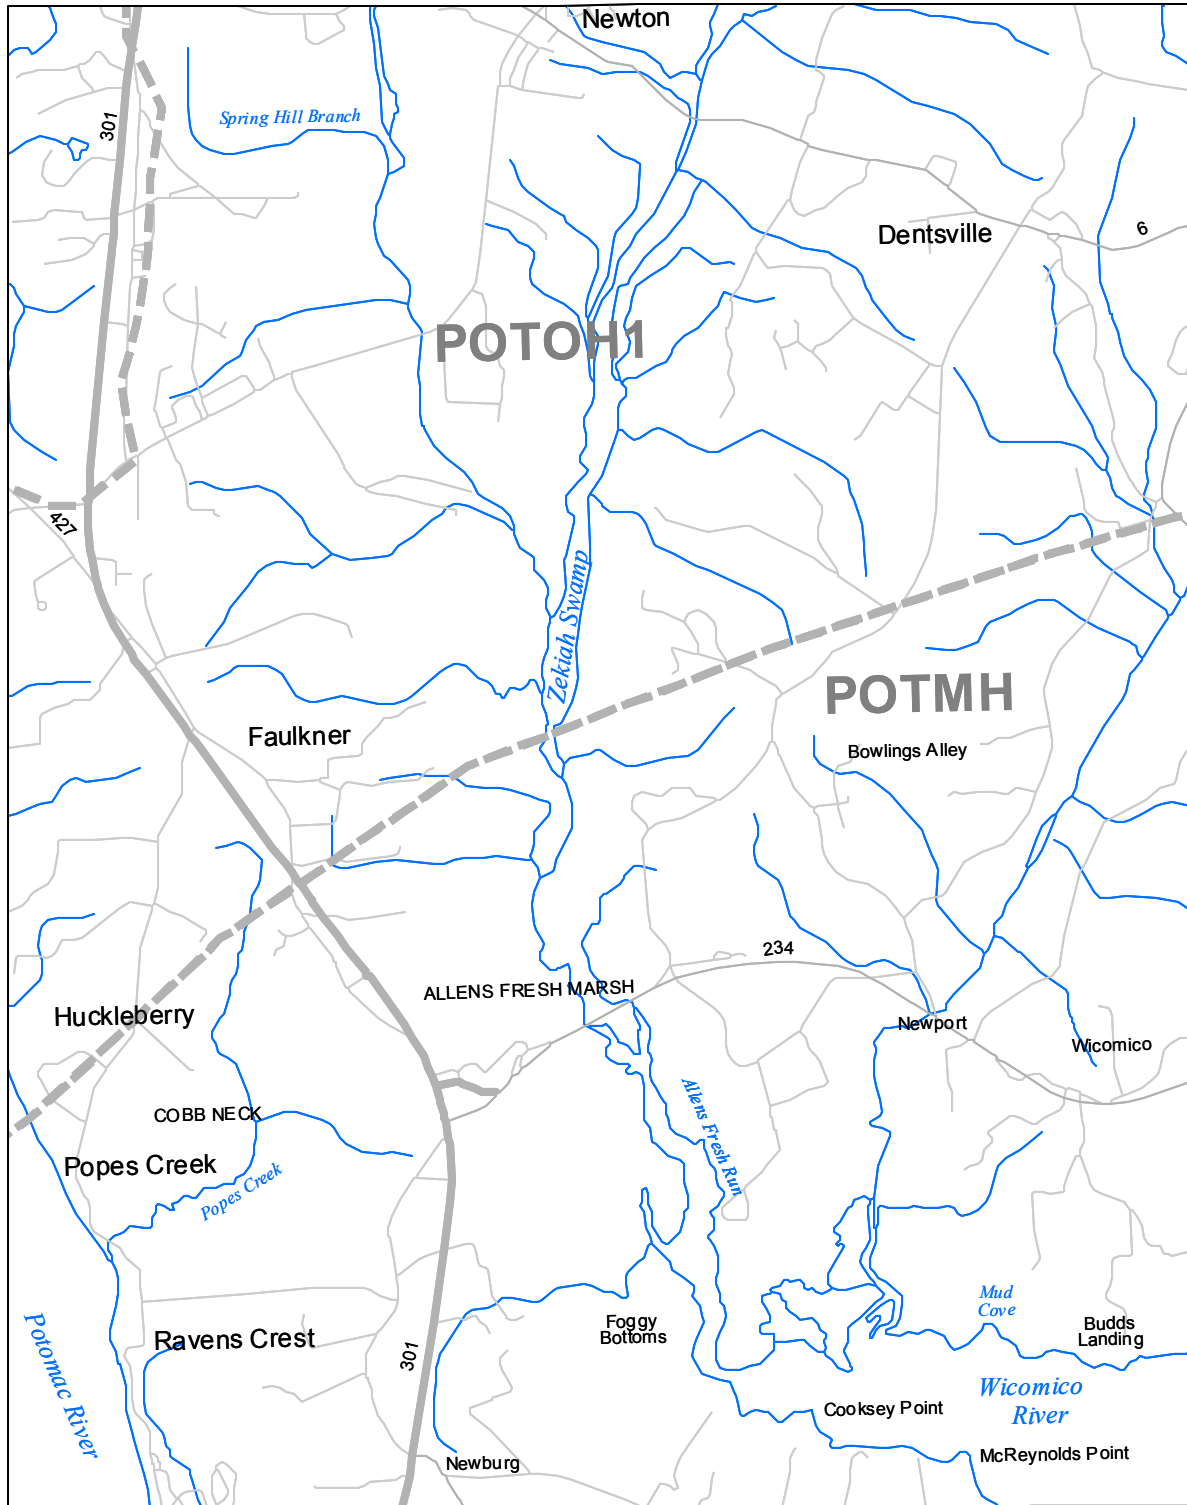 Newton
301
Spring Hill Branch
6
Dentsville
POTOH1
427
Zekiah Swamp
POTMH
Faulkner
Bowlings Alley
234
ALLENS FRESH MARSH
Huckleberry
Newport
Wicomico
COBB NECK
Allens Fresh Run
Popes Creek
Popes Creek
Mud
Cove
Foggy
Bottoms
Budds
Landing
Potomac River
Ravens Crest
301
Wicomico
River
Cooksey Point
McReynolds Point
Newburg